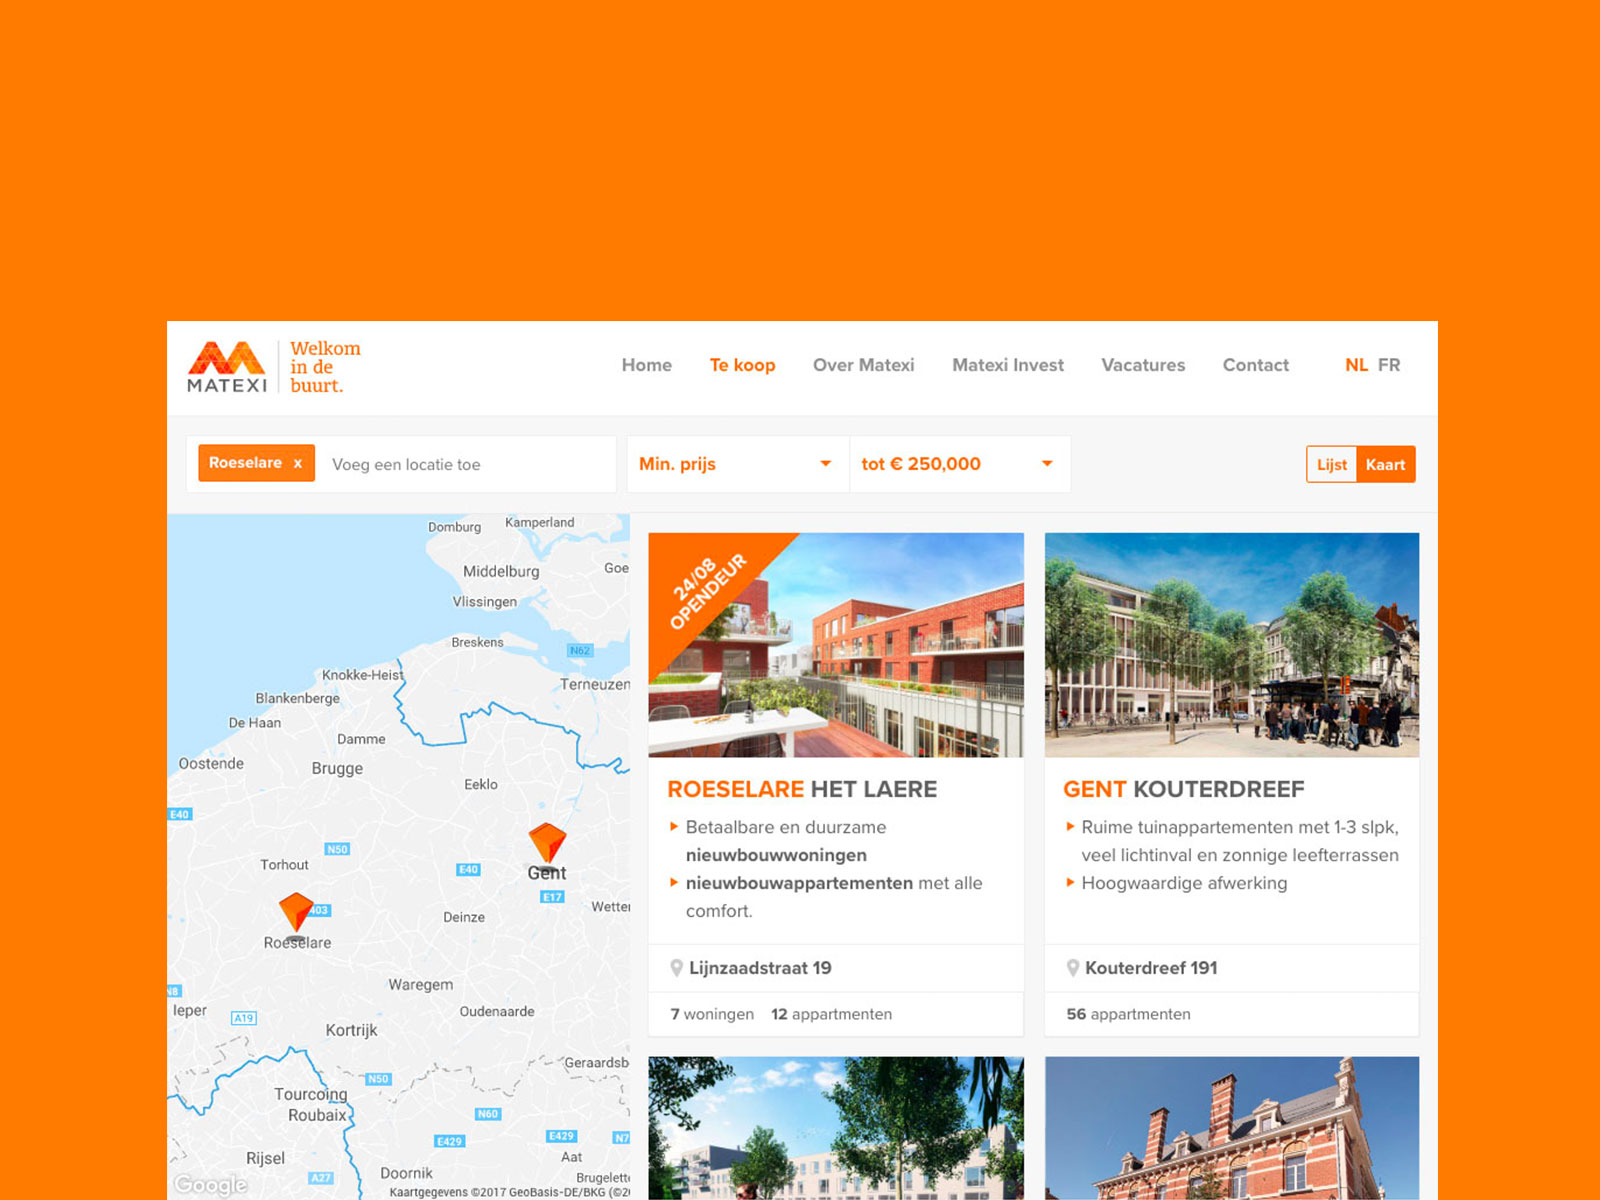 MATEXI
Welkom
in de
buurt.
Home Te koop Over Matexi Matexi Invest Vacatures Contact NL FR
Roeselare x Voeg een locatie toe
Min. prijs tot € 250,000
Lijst Kaart
Domburg Kamperland
Middelburg Goe
Vlissingen
Breskens
N62
Knokke-Heist
Terneuzen
Blankenberge
De Haan
Damme
Oostende Brugge
Eeklo
E40
N50
Torhout E40
Gent
E17
403 Wetter
Deinze
Roeselare
Waregem
N8
Ieper A19 Oudenaarde
Kortrijk
Geraardsb
N50
Tourcoing
Roubaix N60
E429 E429 N7
Rijsel Aat
A27 Doornik Brugelette
Google Kaartgegevens ©2017 GeoBasis-DE/BKG (©20
24/08
OPENDEUR
ROESELARE HET LAERE
Betaalbare en duurzame
nieuwbouwwoningen
nieuwbouwappartementen met alle
comfort.
Lijnzaadstraat 19
7 woningen 12 appartmenten
GENT KOUTERDREEF
Ruime tuinappartementen met 1-3 slpk,
veel lichtinval en zonnige leefterrassen
Hoogwaardige afwerking
Kouterdreef 191
56 appartmenten